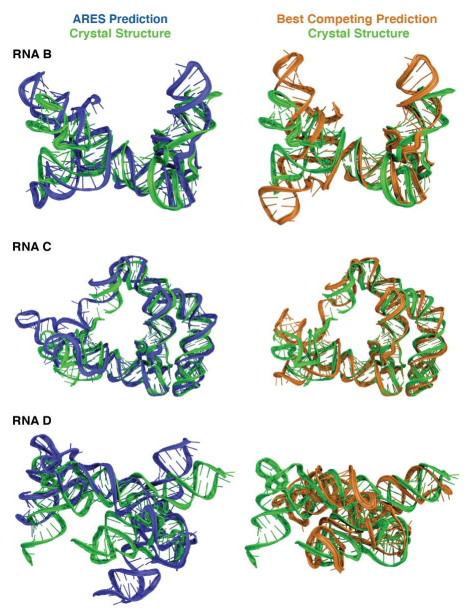 ARES Prediction
Crystal Structure
Best Competing Prediction
Crystal Structure
RNA B
RNA C
RNA D